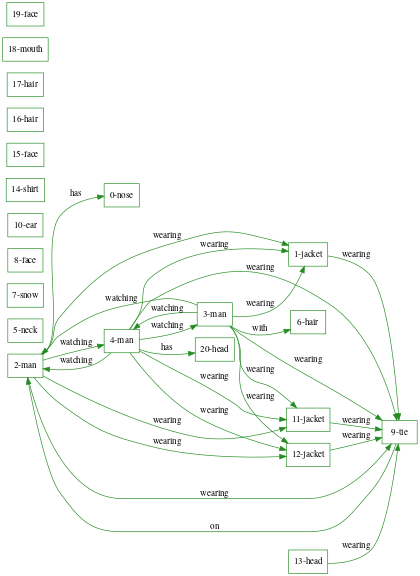 19-face
18-mouth
17-hair
16-hair
15-face
14-shirt
has
0-nose
10-ear
wearing
wearing
8-face
1-jacket
wearing
wearing
7-snow
watching
wearing
watching
3-man
with
6-hair
5-neck
watching
watching
4-man
has
20-head
wearing
2-man
watching
wearing
wearing
wearing
wearing
wearing
11-jacket
wearing
9-tie
wearing
wearing
12-jacket
wearing
on
wearing
13-head